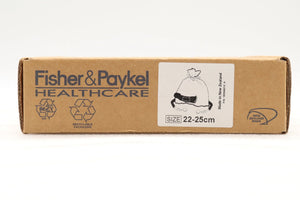 Fisher&Paykel
HEALTHCARE
SIZE 22-25cm
Made in New Zealand